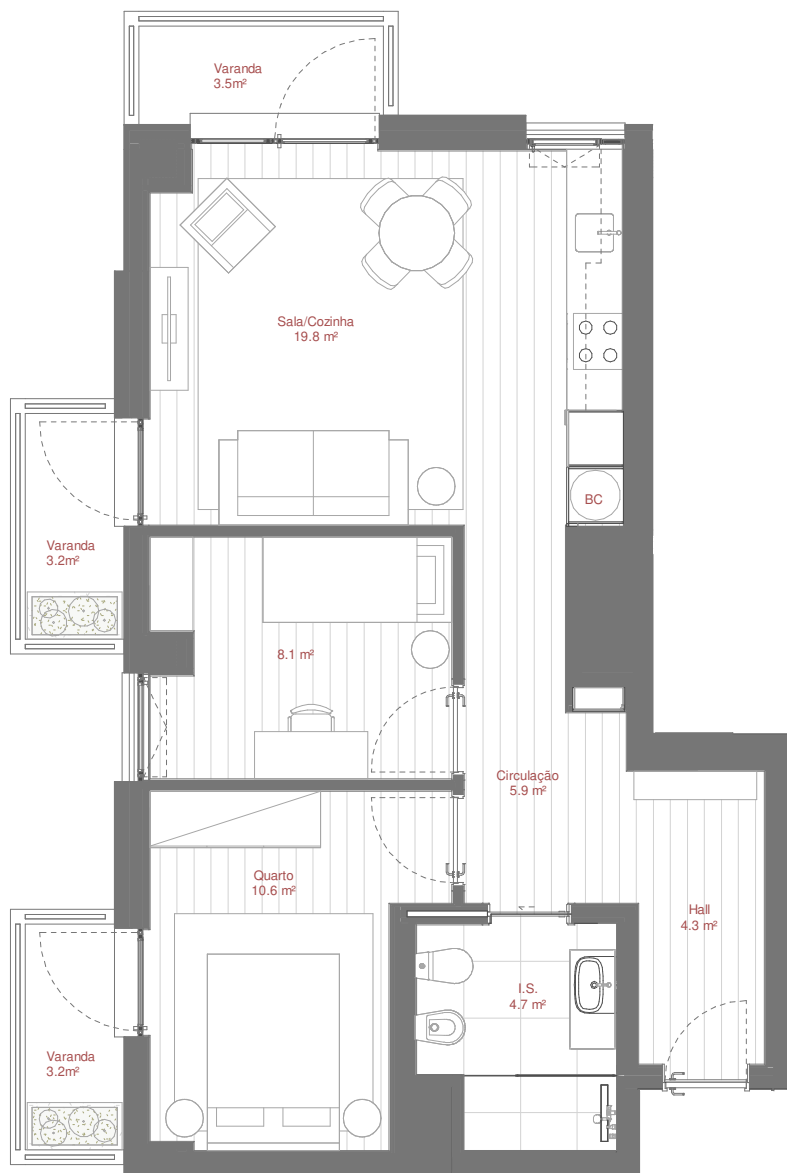 Varanda
3.5m²
Sala/Cozinha
19.8 m²
BC
Varanda
3.2m²
8.1 m²
Circulação
5.9 m²
Quarto
10.6 m²
Hall
4.3 m²
I.S.
4.7 m²
Varanda
3.2m²